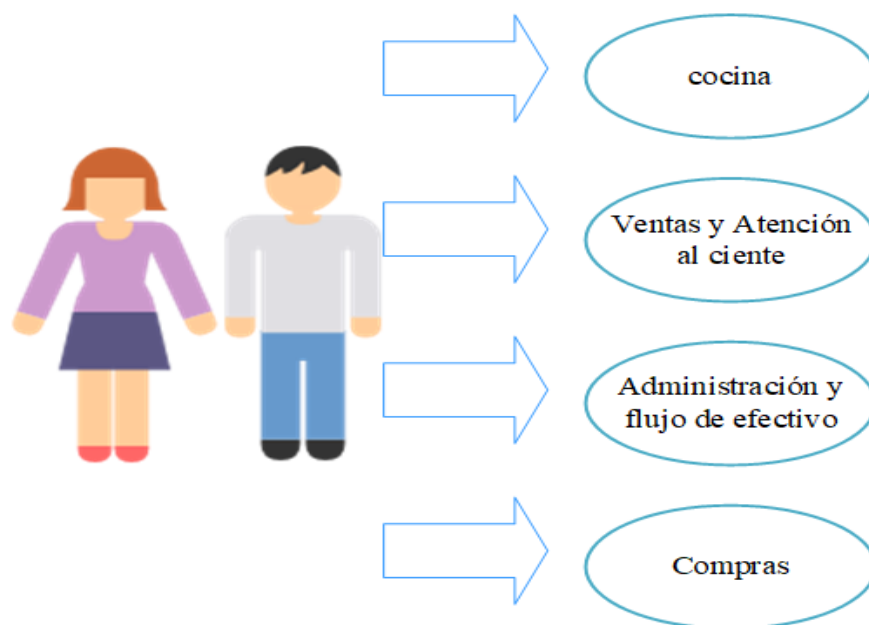 cocina
Ventas y Atención
al ciente
Administración y
flujo de efectivo
Compras